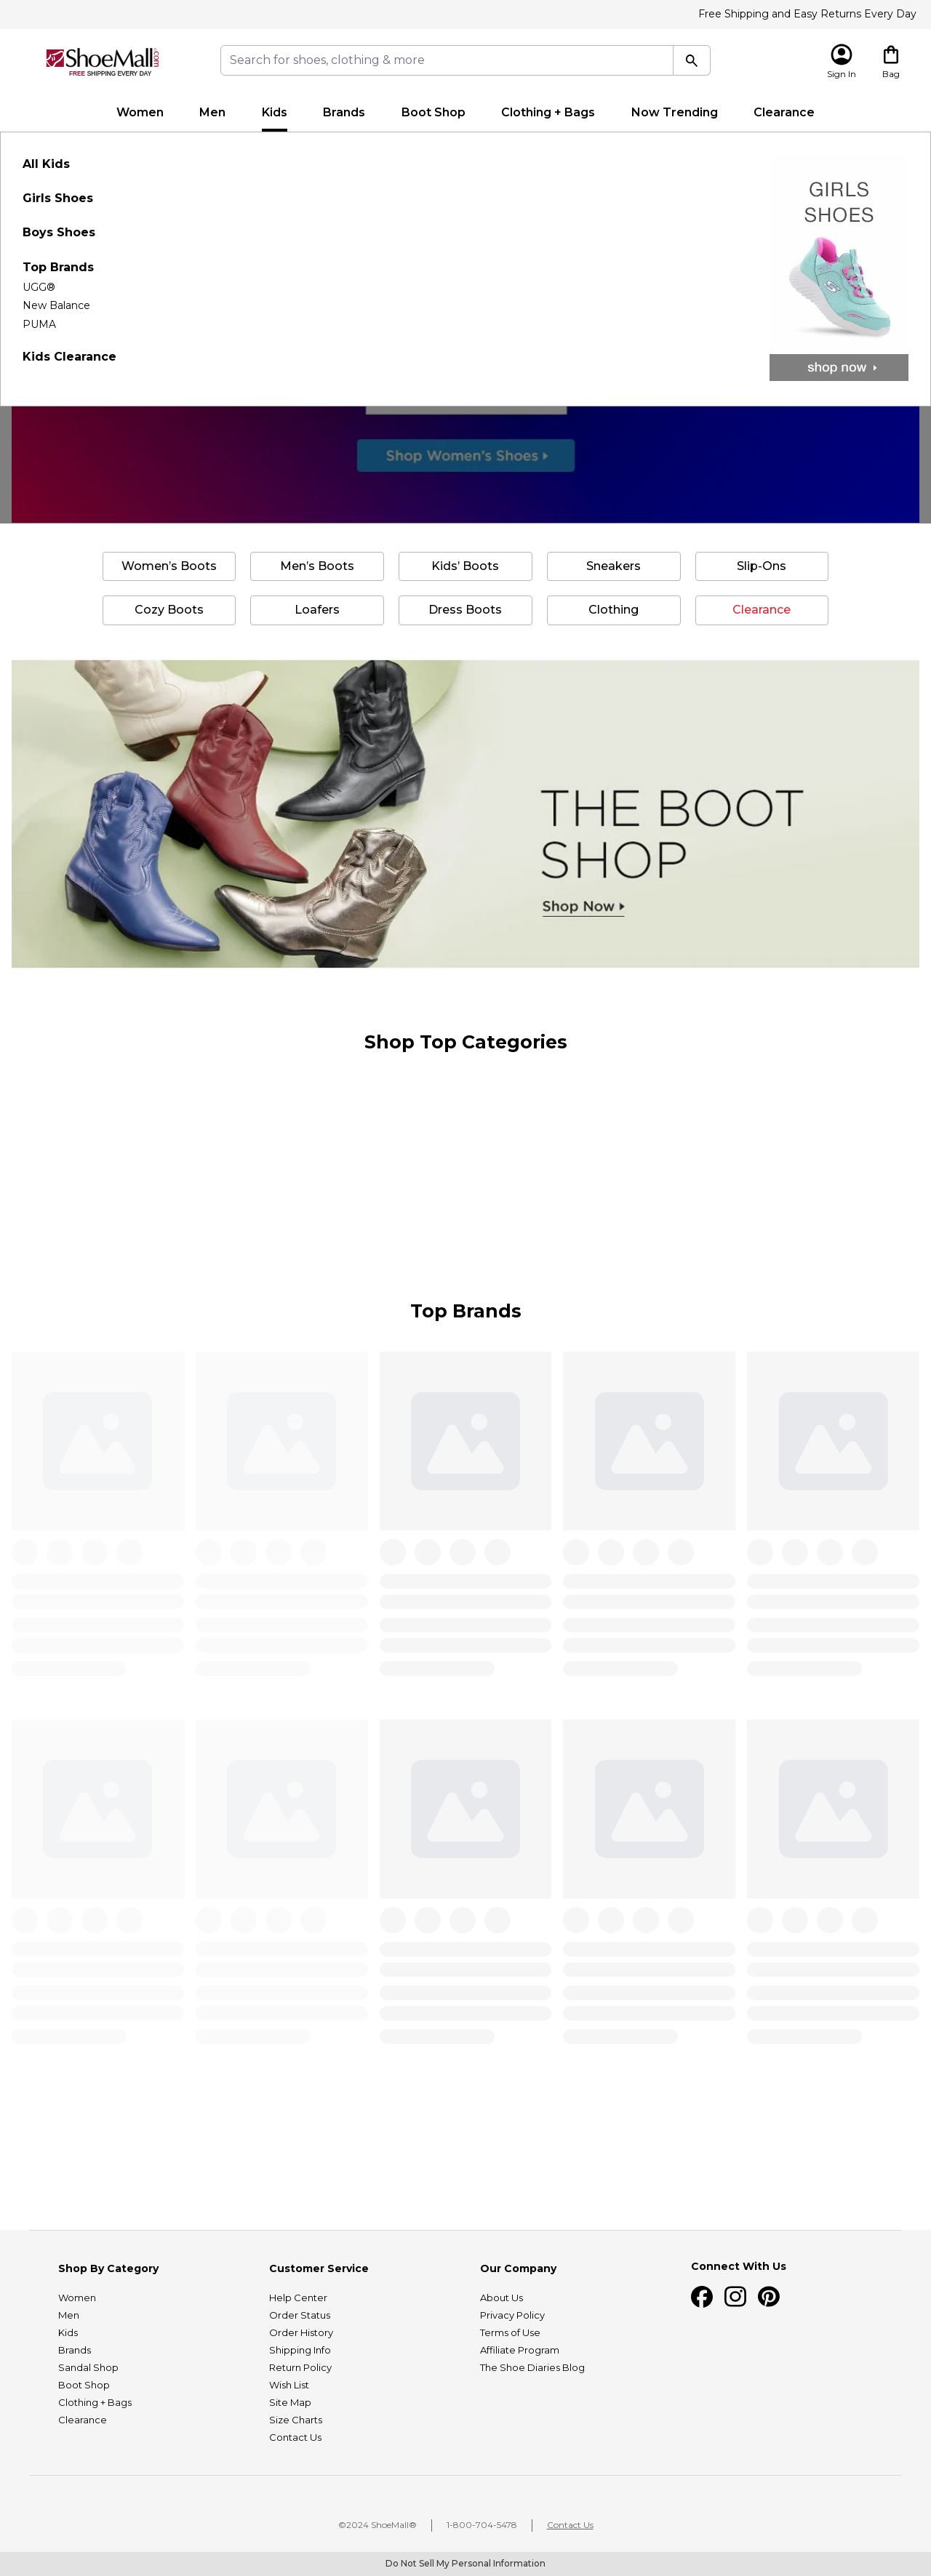 Free Shipping and Easy Returns Every Day
ShoeMall.com
FREE SHIPPING EVERY DAY
Search for shoes, clothing & more
Sign In
Bag
Women
Men
Kids
Brands
Boot Shop
Clothing + Bags
Now Trending
Clearance
All Kids
Girls Shoes
Boys Shoes
Top Brands
UGG®
New Balance
PUMA
Kids Clearance
GIRLS
SHOES
shop now
Shop Women's Shoes
Women’s Boots
Men’s Boots
Kids’ Boots
Sneakers
Slip-Ons
Cozy Boots
Loafers
Dress Boots
Clothing
Clearance
THE BOOT
SHOP
Shop Now
Shop Top Categories
Top Brands
Shop By Category
Women
Men
Kids
Brands
Sandal Shop
Boot Shop
Clothing + Bags
Clearance
Customer Service
Help Center
Order Status
Order History
Shipping Info
Return Policy
Wish List
Site Map
Size Charts
Contact Us
Our Company
About Us
Privacy Policy
Terms of Use
Affiliate Program
The Shoe Diaries Blog
Connect With Us
©2024 ShoeMall®
1-800-704-5478
Contact Us
Do Not Sell My Personal Information